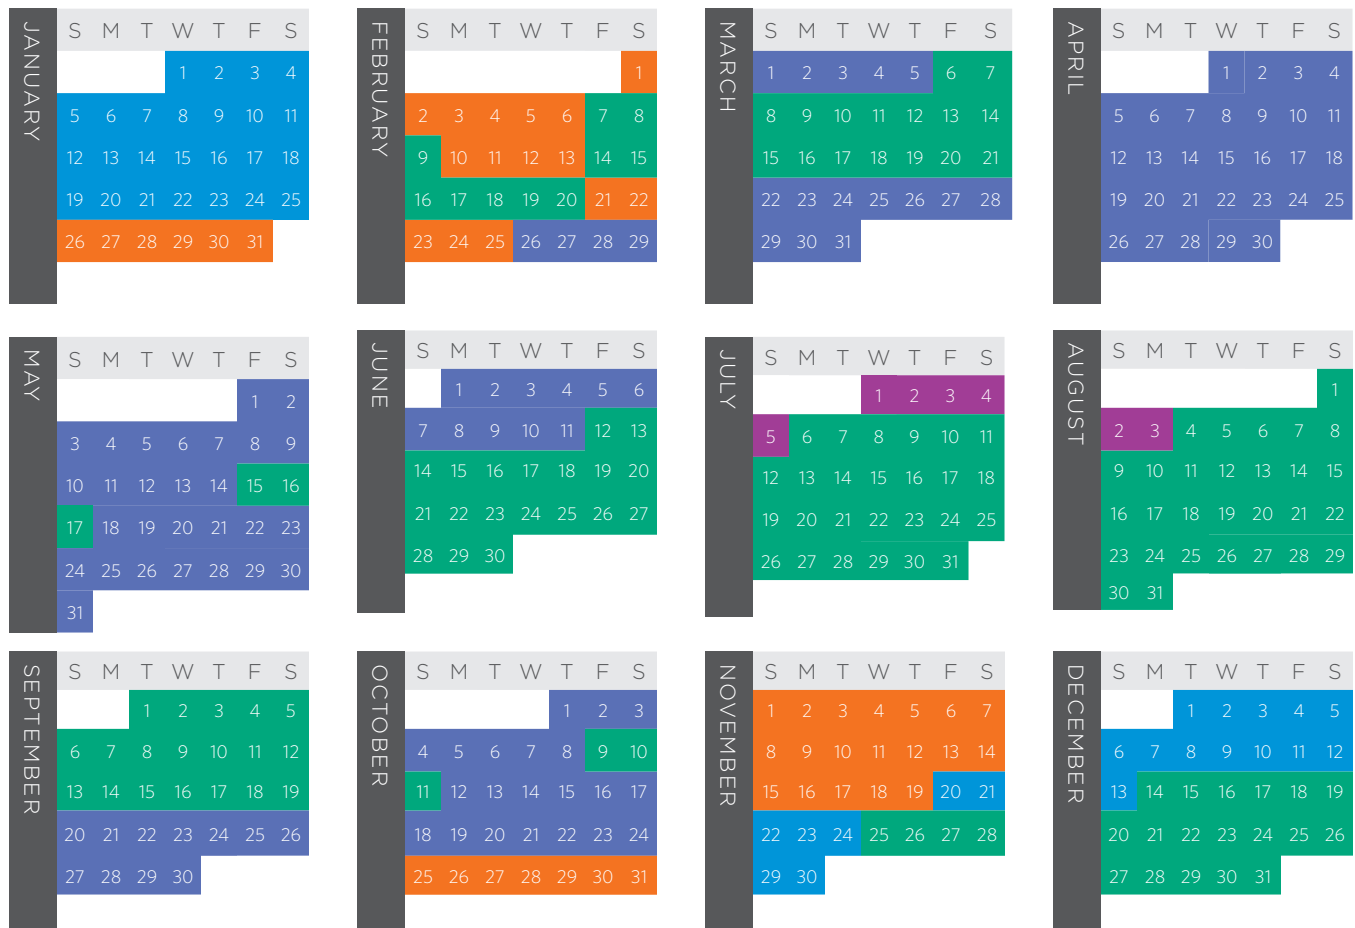 JANUARY
S M T W T F S
1 2 3 4
5 6 7 8 9 10 11
12 13 14 15 16 17 18
19 20 21 22 23 24 25
26 27 28 29 30 31
FEBRUARY
S M T W T F S
1
2 3 4 5 6 7 8
9 10 11 12 13 14 15
16 17 18 19 20 21 22
23 24 25 26 27 28 29
MARCH
S M T W T F S
1 2 3 4 5 6 7
8 9 10 11 12 13 14
15 16 17 18 19 20 21
22 23 24 25 26 27 28
29 30 31
APRIL
S M T W T F S
1 2 3 4
5 6 7 8 9 10 11
12 13 14 15 16 17 18
19 20 21 22 23 24 25
26 27 28 29 30
MAY
S M T W T F S
1 2
3 4 5 6 7 8 9
10 11 12 13 14 15 16
17 18 19 20 21 22 23
24 25 26 27 28 29 30
31
JUNE
S M T W T F S
1 2 3 4 5 6
7 8 9 10 11 12 13
14 15 16 17 18 19 20
21 22 23 24 25 26 27
28 29 30
JULY
S M T W T F S
1 2 3 4
5 6 7 8 9 10 11
12 13 14 15 16 17 18
19 20 21 22 23 24 25
26 27 28 29 30 31
AUGUST
S M T W T F S
1
2 3 4 5 6 7 8
9 10 11 12 13 14 15
16 17 18 19 20 21 22
23 24 25 26 27 28 29
30 31
SEPTEMBER
S M T W T F S
1 2 3 4 5
6 7 8 9 10 11 12
13 14 15 16 17 18 19
20 21 22 23 24 25 26
27 28 29 30
OCTOBER
S M T W T F S
1 2 3
4 5 6 7 8 9 10
11 12 13 14 15 16 17
18 19 20 21 22 23 24
25 26 27 28 29 30 31
NOVEMBER
S M T W T F S
1 2 3 4 5 6 7
8 9 10 11 12 13 14
15 16 17 18 19 20 21
22 23 24 25 26 27 28
29 30
DECEMBER
S M T W T F S
1 2 3 4 5
6 7 8 9 10 11 12
13 14 15 16 17 18 19
20 21 22 23 24 25 26
27 28 29 30 31